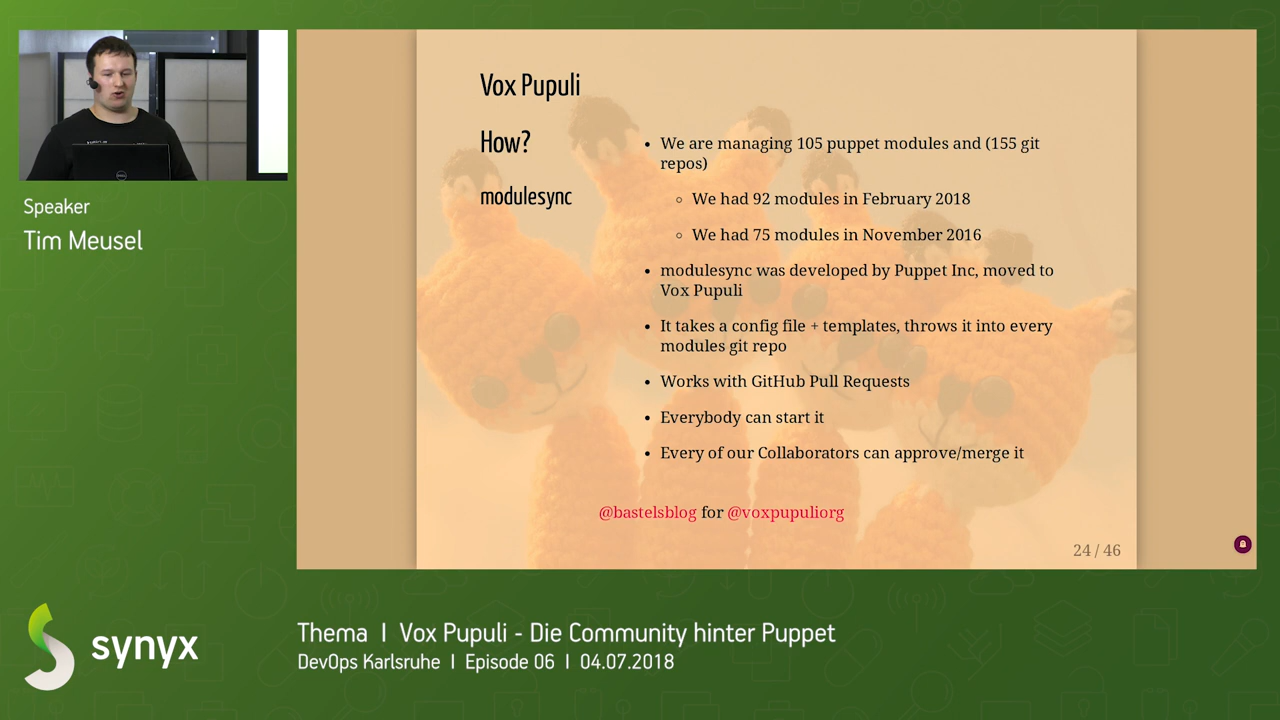 Speaker
Tim Meusel
Vox Pupuli
How?
modulesync
• We are managing 105 puppet modules and (155 git
repos)
○ We had 92 modules in February 2018
○ We had 75 modules in November 2016
• modulesync was developed by Puppet Inc, moved to
Vox Pupuli
• It takes a config file + templates, throws it into every
modules git repo
• Works with GitHub Pull Requests
• Everybody can start it
• Every of our Collaborators can approve/merge it
@bastelsblog for @voxpupuliorg
24 / 46
synyx
Thema I Vox Pupuli - Die Community hinter Puppet
DevOps Karlsruhe I Episode 06 I 04.07.2018